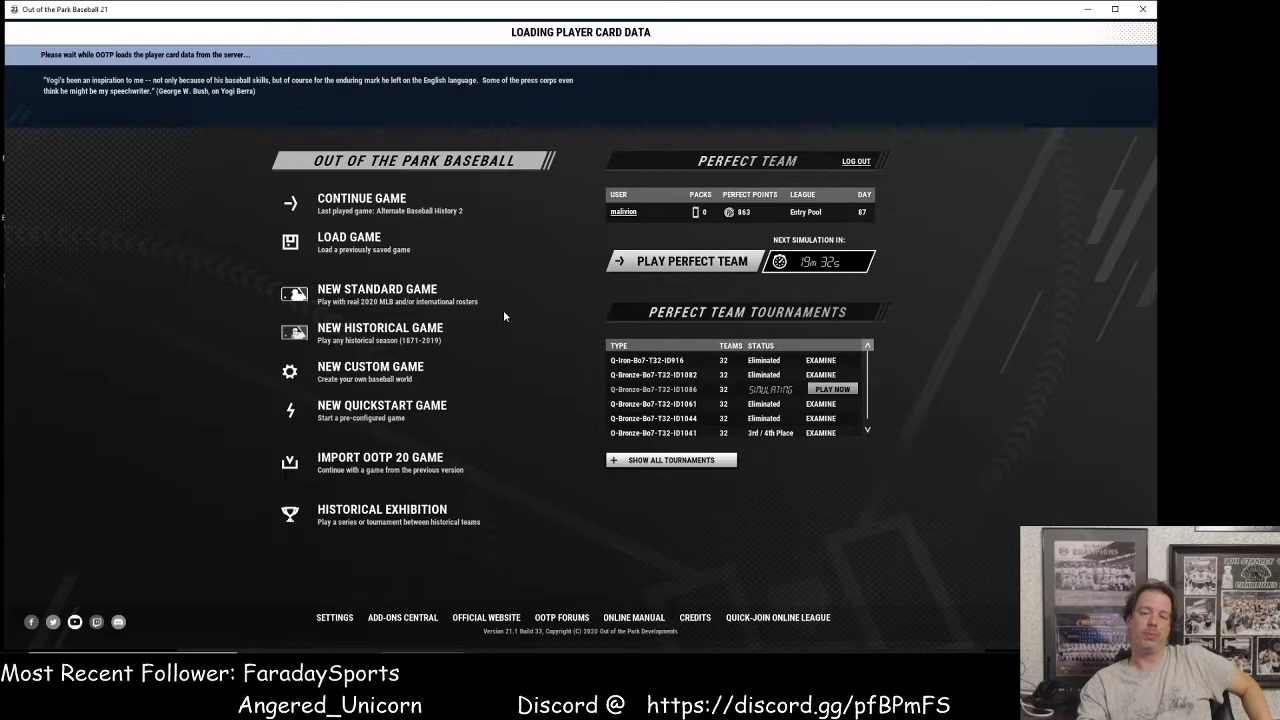 Out of the Park Baseball 21
LOADING PLAYER CARD DATA
Please wait while OOTP loads the player card data from the server...
"Yogi's been an inspiration to me -- not only because of his baseball skills, but of course for the enduring mark he left on the English language. Some of the press corps even
think he might be my speechwriter." (George W. Bush, on Yogi Berra)
OUT OF THE PARK BASEBALL
CONTINUE GAME
Last played game: Alternate Baseball History 2
LOAD GAME
Load a previously saved game
NEW STANDARD GAME
Play with real 2020 MLB and/or international rosters
NEW HISTORICAL GAME
Play any historical season (1871-2019)
NEW CUSTOM GAME
Create your own baseball world
NEW QUICKSTART GAME
Start a pre-configured game
IMPORT OOTP 20 GAME
Continue with a game from the previous version
HISTORICAL EXHIBITION
Play a series or tournament between historical teams
PERFECT TEAM LOG OUT
USER PACKS PERFECT POINTS LEAGUE DAY
malivion 0 863 Entry Pool 87
NEXT SIMULATION IN:
PLAY PERFECT TEAM 19m 32s
PERFECT TEAM TOURNAMENTS
TYPE TEAMS STATUS
Q-Iron-Bo7-T32-ID916 32 Eliminated EXAMINE
Q-Bronze-Bo7-T32-ID1082 32 Eliminated EXAMINE
Q-Bronze-Bo7-T32-ID1086 32 SIMULATING PLAY NOW
Q-Bronze-Bo7-T32-ID1061 32 Eliminated EXAMINE
Q-Bronze-Bo7-T32-ID1044 32 Eliminated EXAMINE
Q-Bronze-Bo7-T32-ID1041 32 3rd / 4th Place EXAMINE
+ SHOW ALL TOURNAMENTS
SETTINGS ADD-ONS CENTRAL OFFICIAL WEBSITE OOTP FORUMS ONLINE MANUAL CREDITS QUICK-JOIN ONLINE LEAGUE
Version 21.1 Build 33, Copyright (C) 2020 Out of the Park Developments
CHAMPIONS
2011 STANLEY CUP
CHAMPIONS
Most Recent Follower: FaradaySports
Angered_Unicorn Discord @ https://discord.gg/pfBPmFS